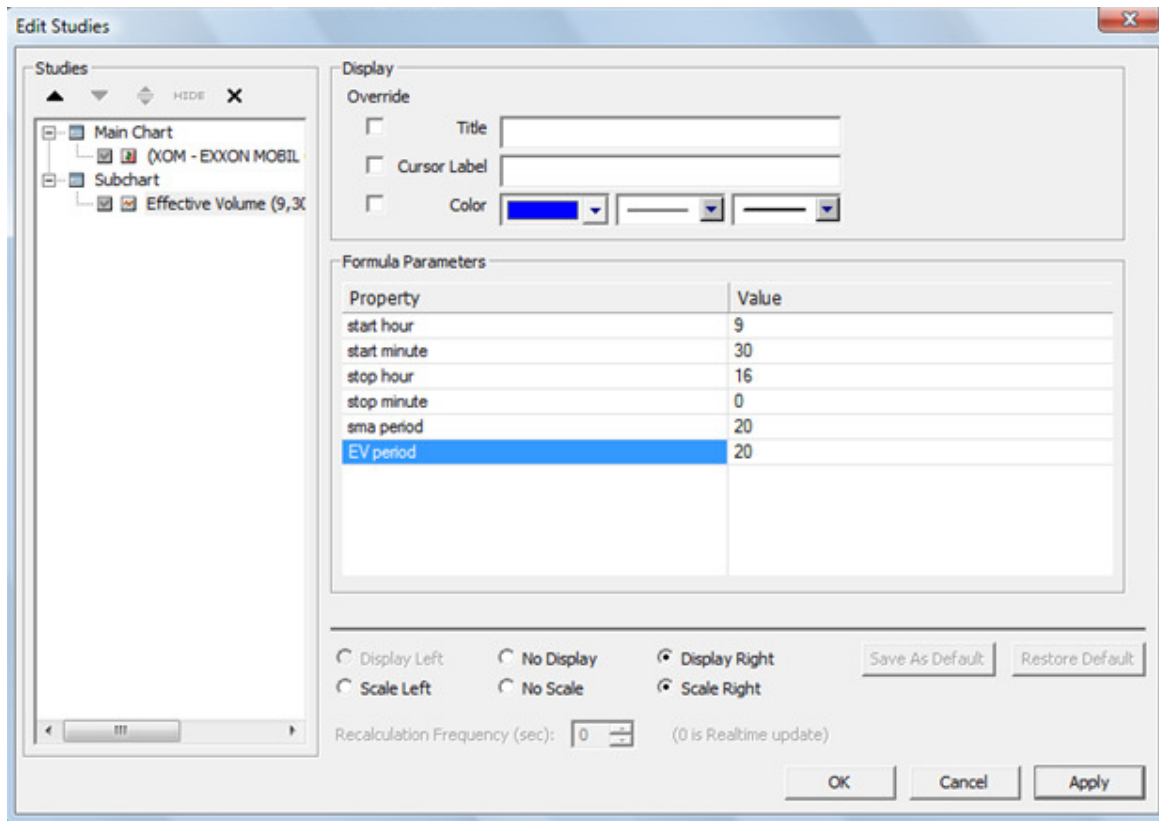 Edit Studies
Studies
HIDE
Main Chart
(XOM - EXXON MOBIL
Subchart
Effective Volume (9,30
Display
Override
Title
Cursor Label
Color
Formula Parameters
Property Value
start hour 9
start minute 30
stop hour 16
stop minute 0
sma period 20
EV period 20
Display Left No Display Display Right Save As Default Restore Default
Scale Left No Scale Scale Right
Recalculation Frequency (sec): 0 (0 is Realtime update)
OK Cancel Apply